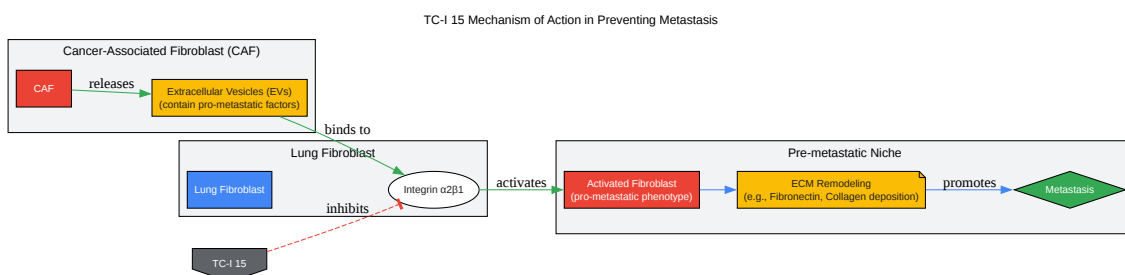 TC-I 15 Mechanism of Action in Preventing Metastasis
Cancer-Associated Fibroblast (CAF)
CAF
releases
Extracellular Vesicles (EVs)
(contain pro-metastatic factors)
binds to
Lung Fibroblast
Lung Fibroblast
Integrin α2β1
activates
inhibits
TC-I 15
Pre-metastatic Niche
Activated Fibroblast
(pro-metastatic phenotype)
ECM Remodeling
(e.g., Fibronectin, Collagen deposition)
promotes
Metastasis